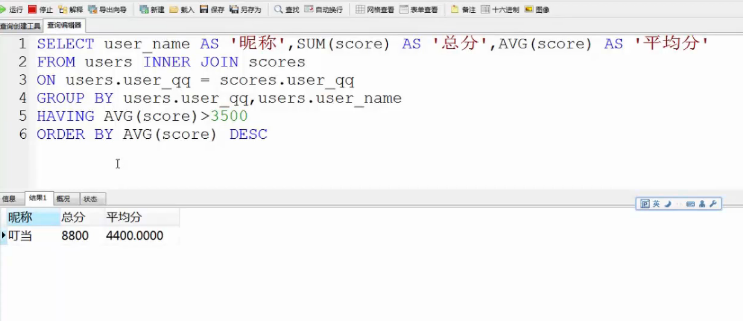 运行 停止 解释 导出向导 新建 载入 保存 另存为 查找 自动换行 网格查看 表单查看 备注 十六进制 图像
查询创建工具 查询编辑器
1 SELECT user_name AS '昵称',SUM(score) AS '总分',AVG(score) AS '平均分'
2 FROM users INNER JOIN scores
3 ON users.user_qq = scores.user_qq
4 GROUP BY users.user_qq,users.user_name
5 HAVING AVG(score)>3500
6 ORDER BY AVG(score) DESC
信息 结果1 概况 状态
英
昵称 总分 平均分
叮当 8800 4400.0000